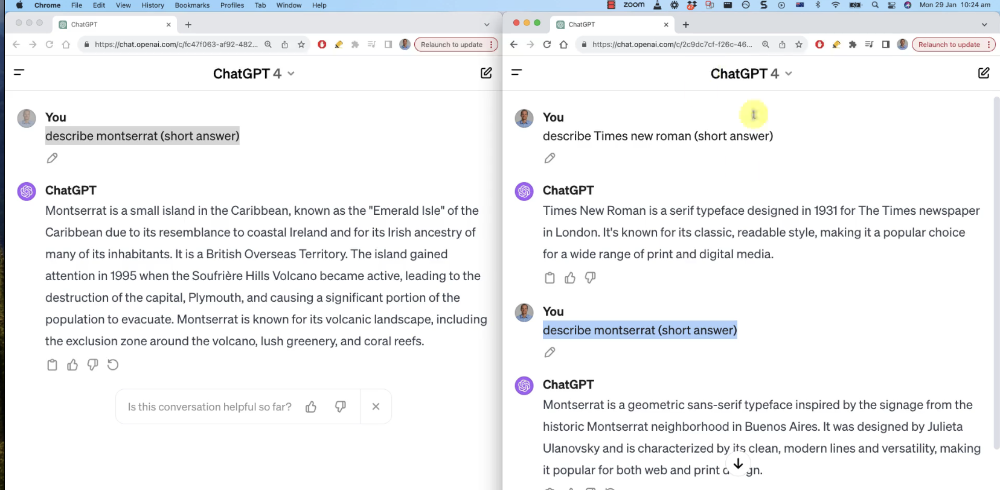 Chrome File Edit View History Bookmarks Profiles Tab Window Help
zoom
47
Mon 29 Jan 10:24 am
ChatGPT
https://chat.openai.com/c/fc47f063-af92-482...
Relaunch to update
ChatGPT 4
You
describe montserrat (short answer)
ChatGPT
Montserrat is a small island in the Caribbean, known as the "Emerald Isle" of the
Caribbean due to its resemblance to coastal Ireland and for its Irish ancestry of
many of its inhabitants. It is a British Overseas Territory. The island gained
attention in 1995 when the Soufrière Hills Volcano became active, leading to the
destruction of the capital, Plymouth, and causing a significant portion of the
population to evacuate. Montserrat is known for its volcanic landscape, including
the exclusion zone around the volcano, lush greenery, and coral reefs.
Is this conversation helpful so far?
ChatGPT
https://chat.openai.com/c/2c9dc7cf-f26c-46...
Relaunch to update
ChatGPT 4
You
describe Times new roman (short answer)
ChatGPT
Times New Roman is a serif typeface designed in 1931 for The Times newspaper
in London. It's known for its classic, readable style, making it a popular choice
for a wide range of print and digital media.
You
describe montserrat (short answer)
ChatGPT
Montserrat is a geometric sans-serif typeface inspired by the signage from the
historic Montserrat neighborhood in Buenos Aires. It was designed by Julieta
Ulanovsky and is characterized by its clean, modern lines and versatility, making
it popular for both web and print